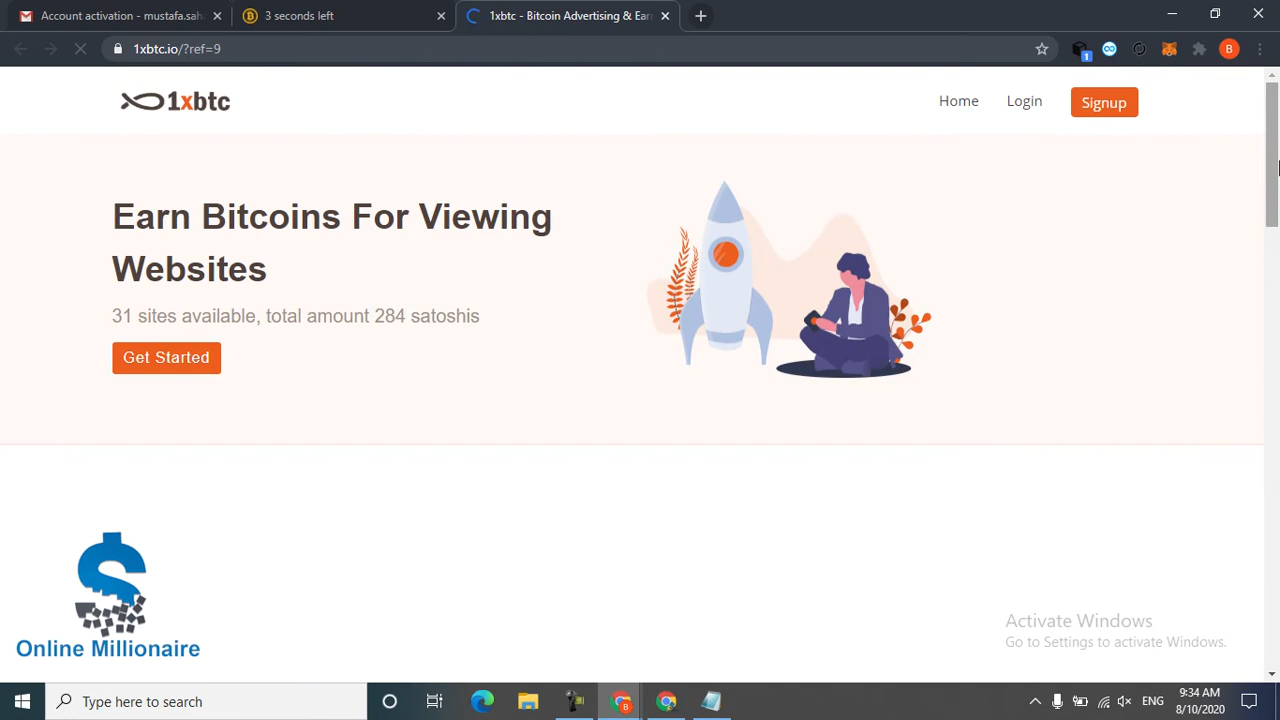 Account activation - mustafa.sah
3 seconds left
1xbtc - Bitcoin Advertising & Ear
1xbtc.io/?ref=9
1
B
1xbtc
Home
Login
Signup
Earn Bitcoins For Viewing
Websites
31 sites available, total amount 284 satoshis
Get Started
Online Millionaire
Activate Windows
Go to Settings to activate Windows.
Type here to search
B
ENG
9:34 AM
8/10/2020